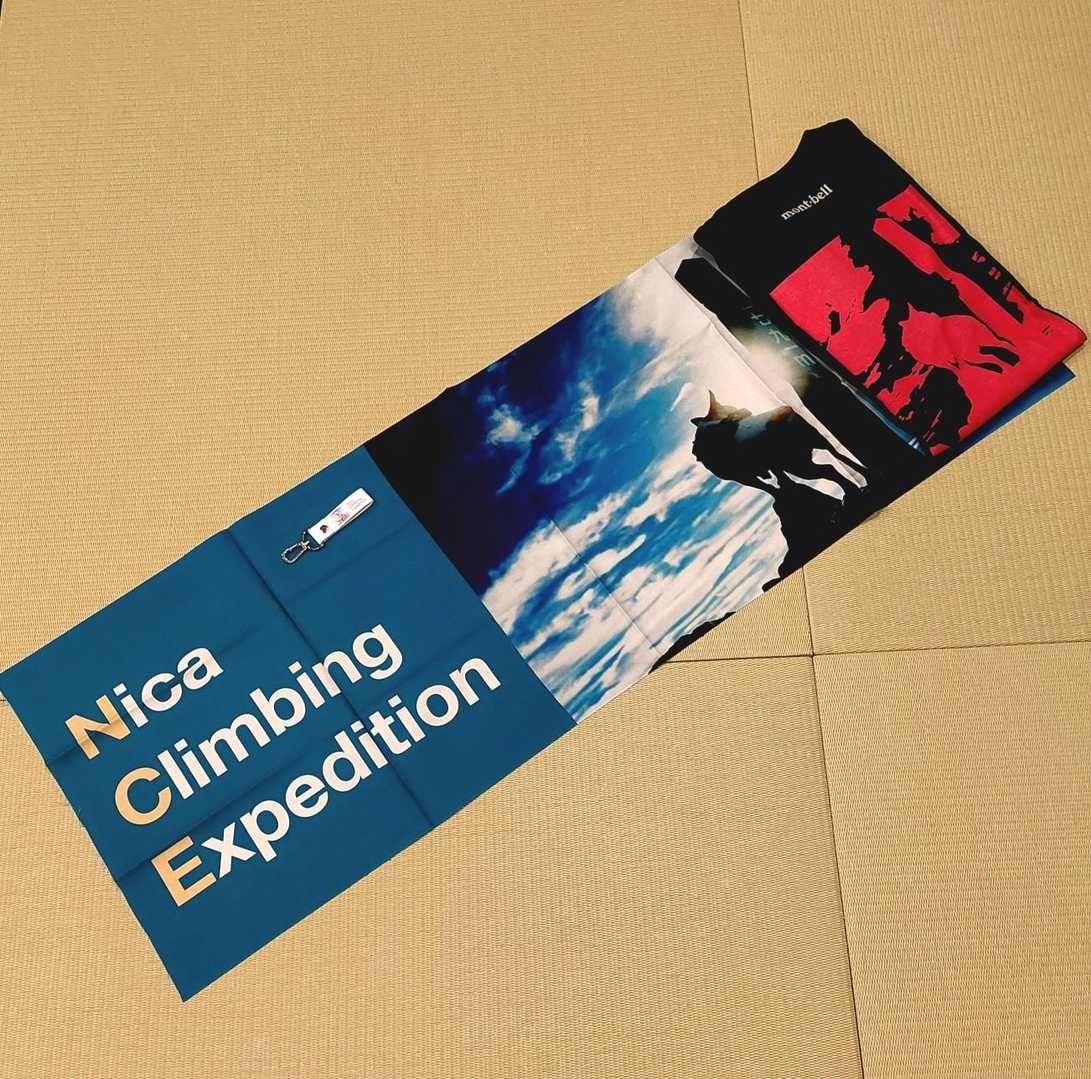 mont-bell
Nica
Climbing
Expedition